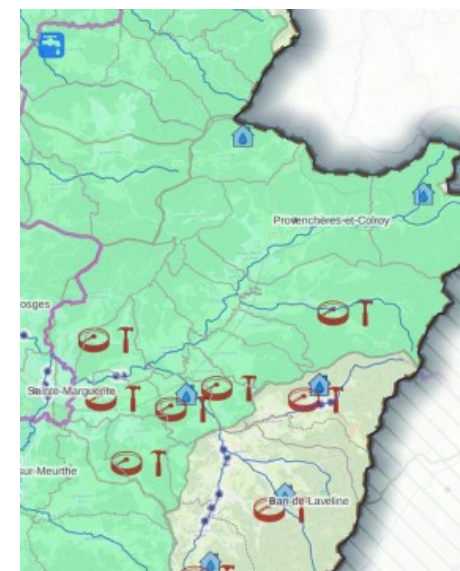 Provenchères-et-Colroy
osges
Sainte-Marguerite
sur-Meurthe
Ban-de-Laveline